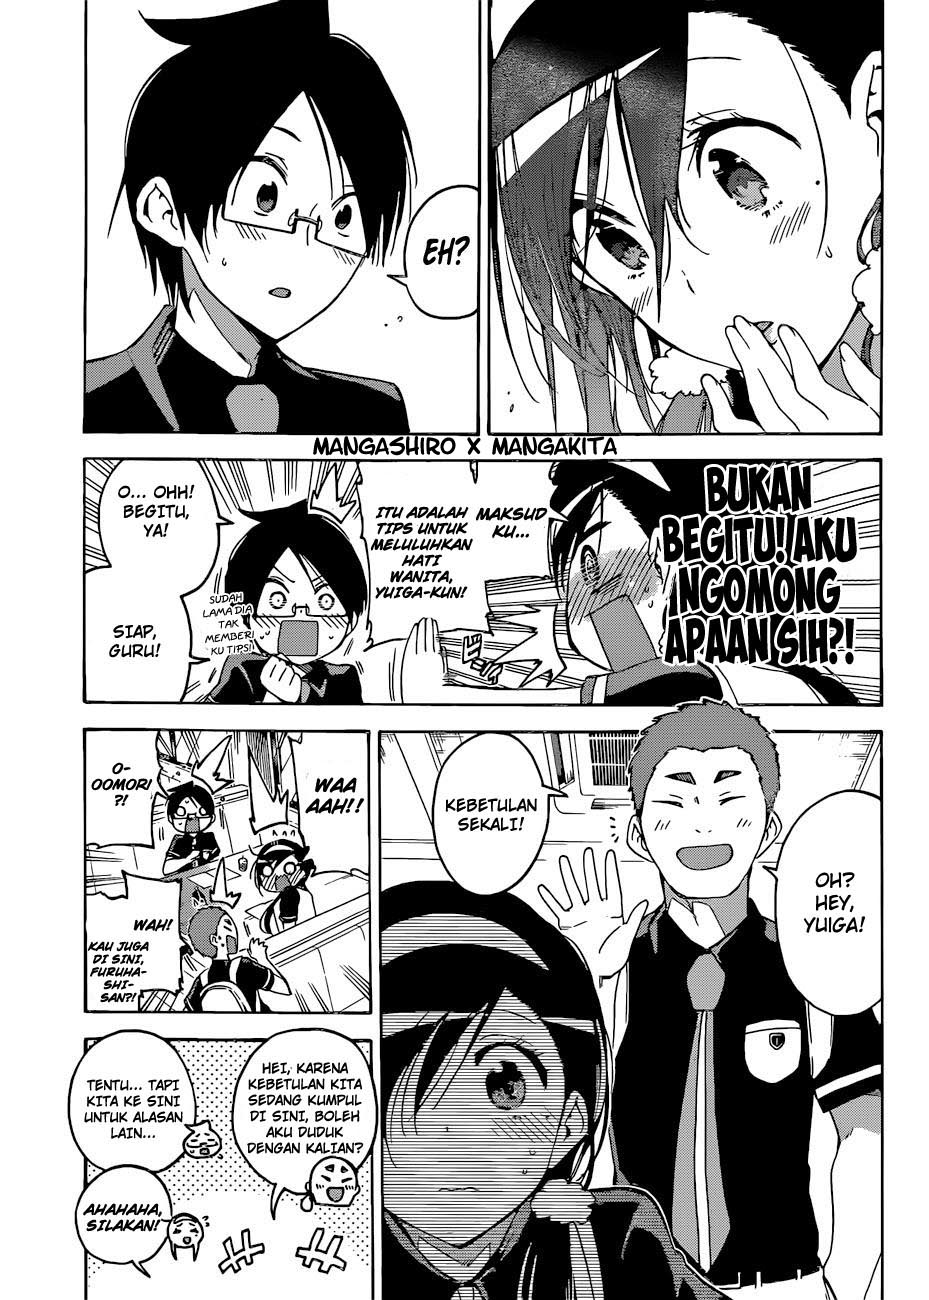 EH?
MANGASHIRO X MANGAKITA
BUKAN
BEGITU! AKU
NGOMONG
APAAN SIH?!
MAKSUD
KU...
ITU ADALAH
TIPS UNTUK
MELULUHKAN
HATI
WANITA,
YUIGA-KUN!
O... OHH!
BEGITU,
YA!
SUDAH
LAMA DIA
TAK
MEMBERI
KU TIPS!!
SIAP,
GURU!
OH?
HEY,
YUIGA!
KEBETULAN
SEKALI!
WAA
AAH!!
O-
OOMORI
?!
WAH!
KAU JUGA
DI SINI,
FURUHA-
SHI-
SAN?!
HEI, KARENA
KEBETULAN KITA
SEDANG KUMPUL
DI SINI, BOLEH
AKU DUDUK
DENGAN KALIAN?
TENTU... TAPI
KITA KE SINI
UNTUK ALASAN
LAIN...
AHAHAHA,
SILAKAN!